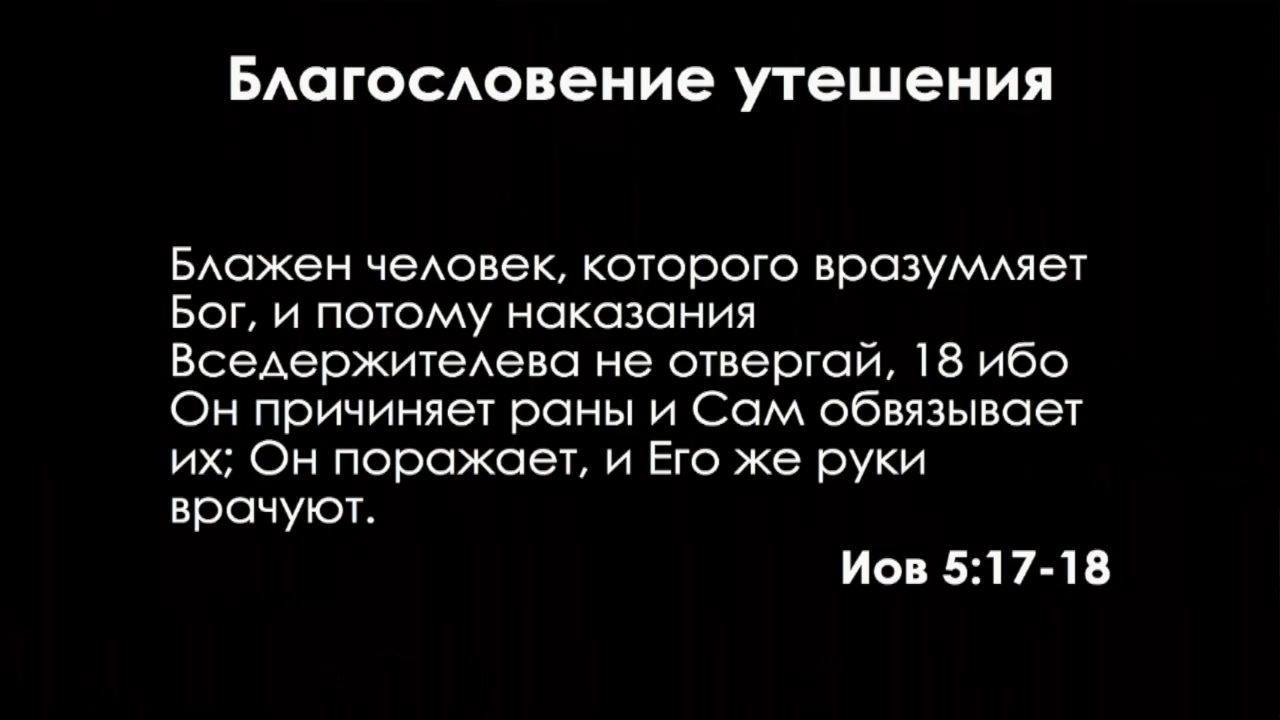 Благословение утешения
Блажен человек, которого вразумляет
Бог, и потому наказания
Вседержителева не отвергай, 18 ибо
Он причиняет раны и Сам обвязывает
их; Он поражает, и Его же руки
врачуют.
Иов 5:17-18